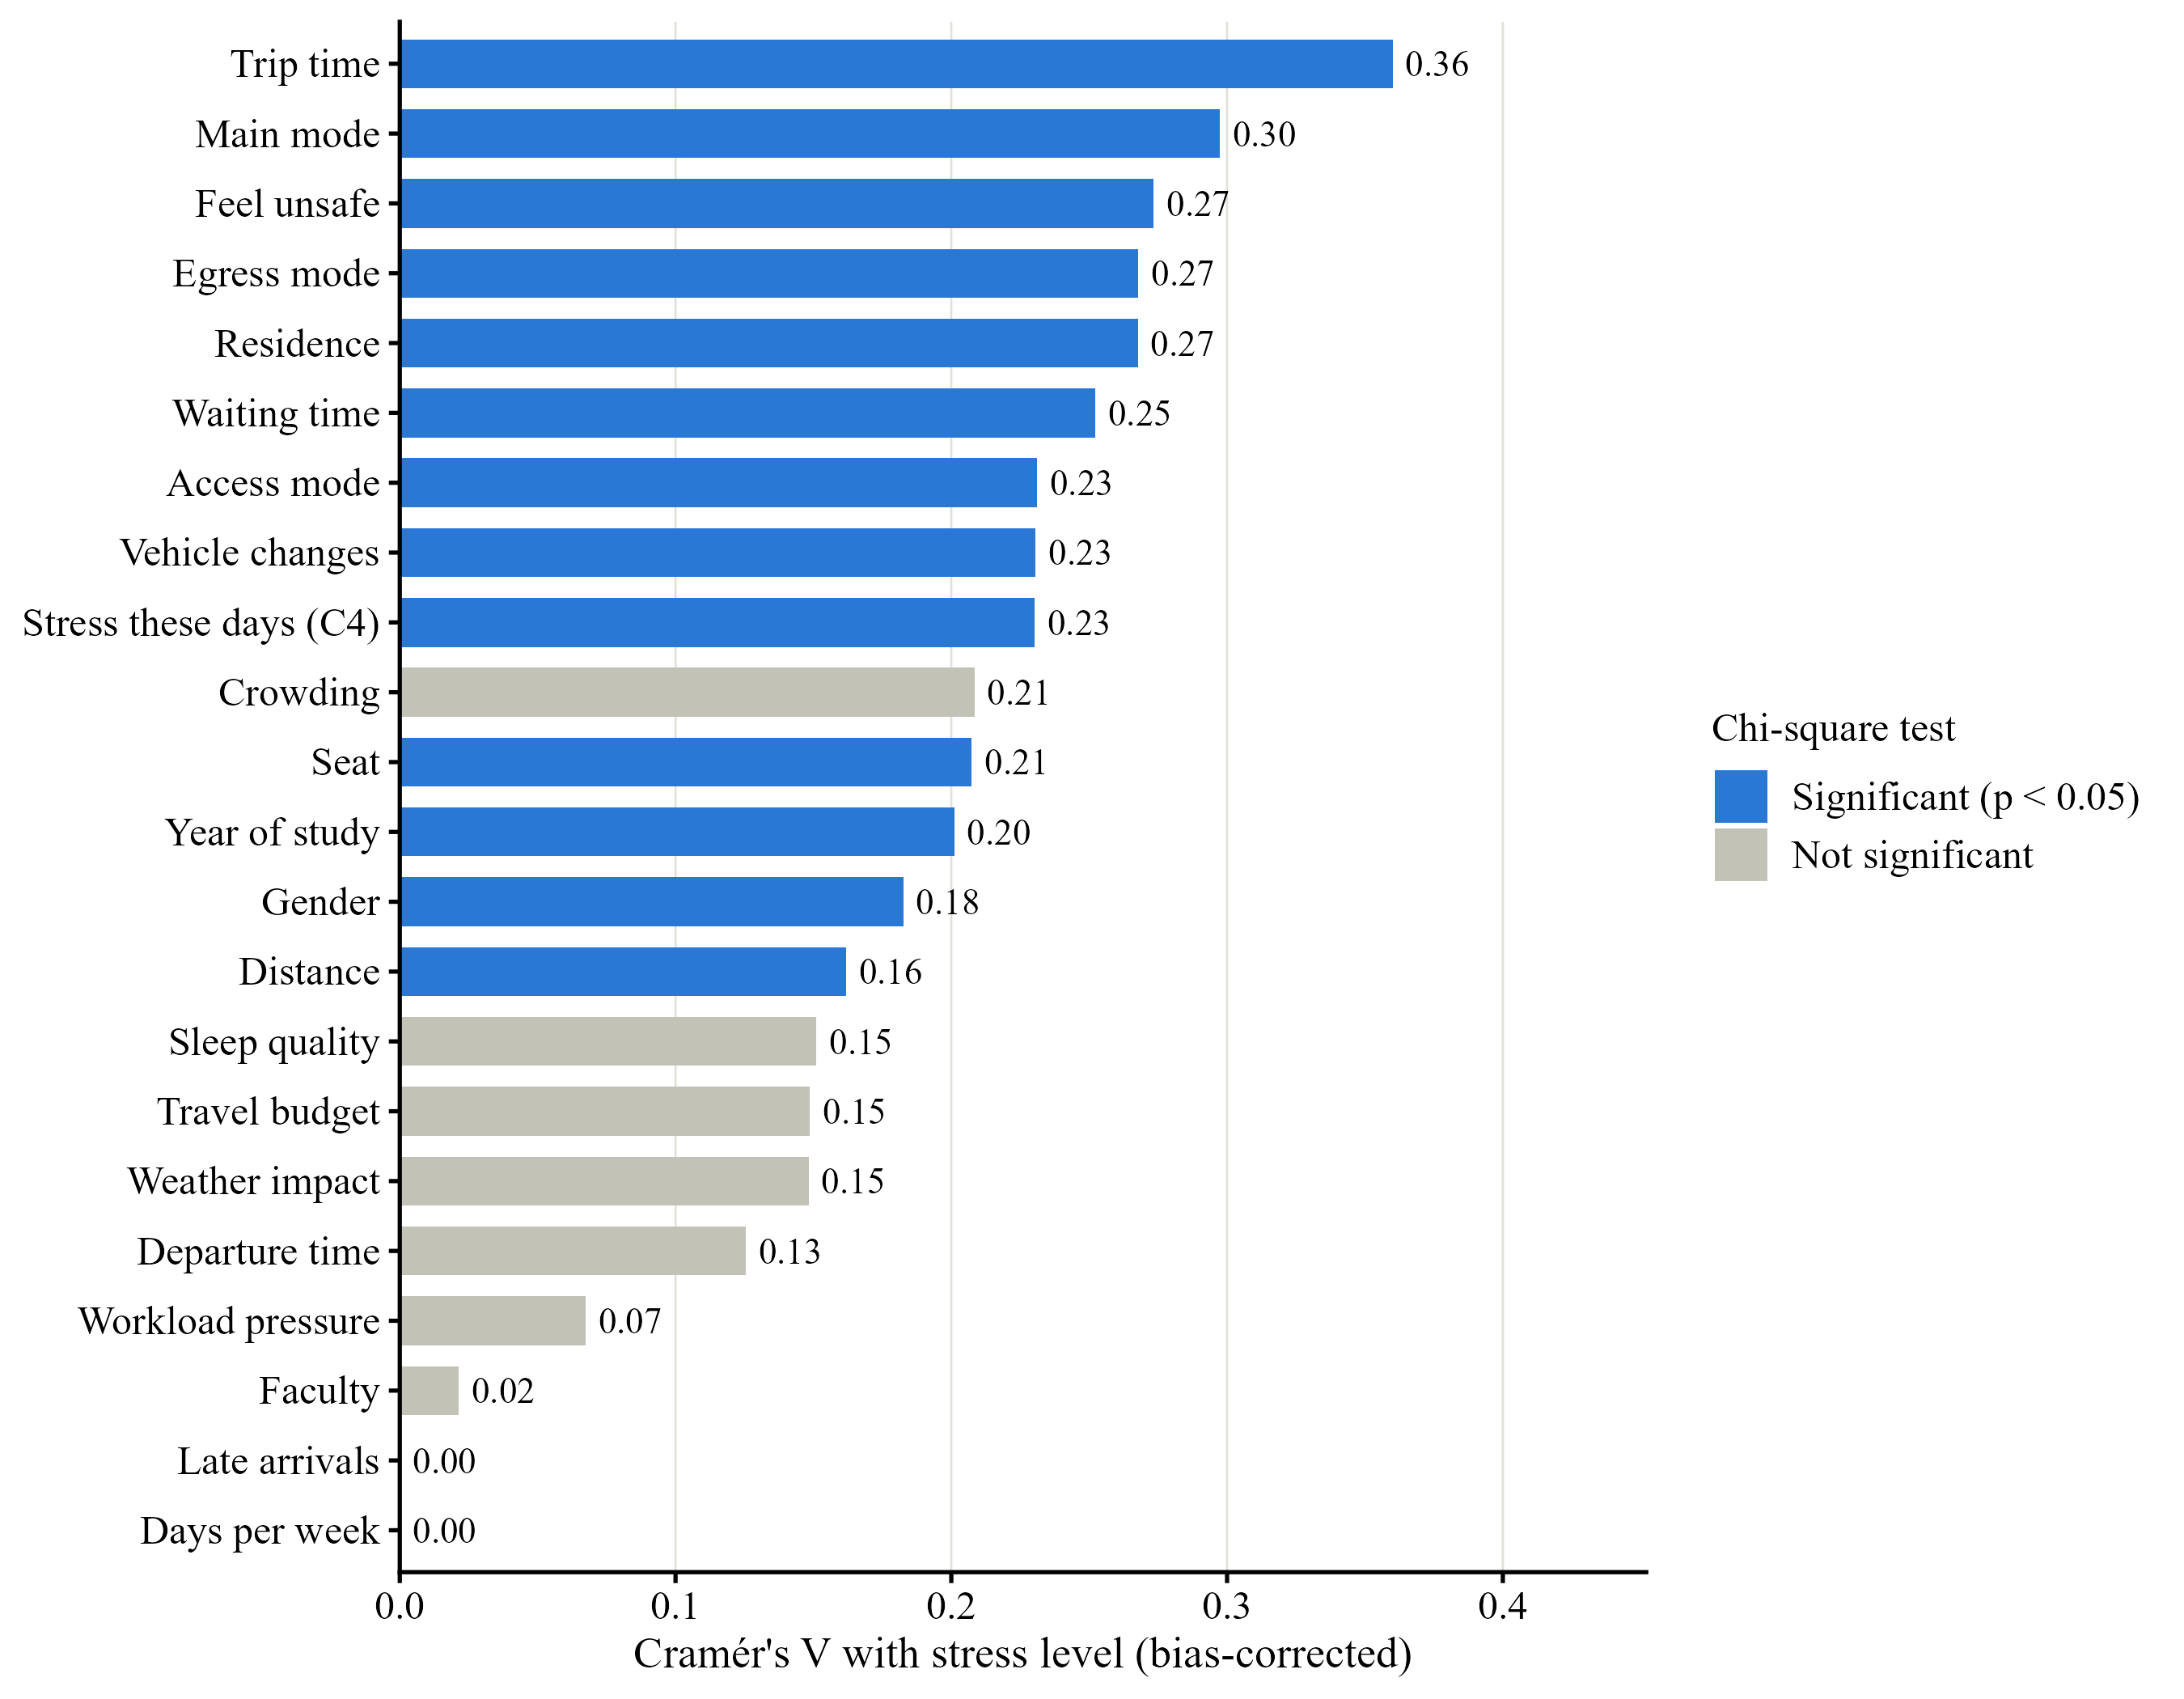 Trip time 0.36
Main mode 0.30
Feel unsafe 0.27
Egress mode 0.27
Residence 0.27
Waiting time 0.25
Access mode 0.23
Vehicle changes 0.23
Stress these days (C4) 0.23
Crowding 0.21
Seat 0.21
Year of study 0.20
Gender 0.18
Distance 0.16
Sleep quality 0.15
Travel budget 0.15
Weather impact 0.15
Departure time 0.13
Workload pressure 0.07
Faculty 0.02
Late arrivals 0.00
Days per week 0.00
0.0 0.1 0.2 0.3 0.4
Cramér's V with stress level (bias-corrected)
Chi-square test
Significant (p < 0.05)
Not significant